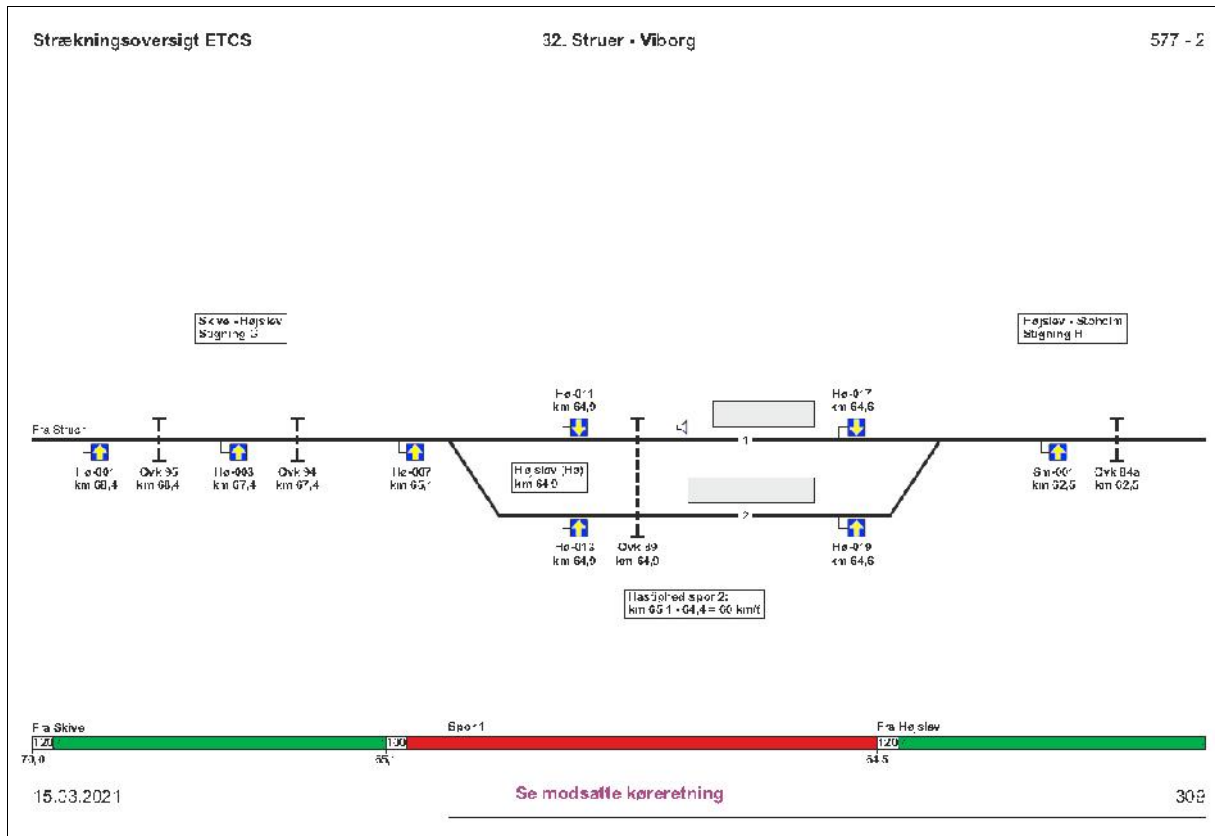 Strækningsoversigt ETCS
32. Struer - Viborg
577 - 2
Skive - Højslev
Stigning
Højslev - Stoholm
Stigning H
Hø-011
km 64,9
Hø-017
km 64,6
Fra Struer
1
Hø-001
km 68,4
Ovk 95
km 68,4
Hø-003
km 67,4
Ovk 94
km 67,4
Hø-007
km 65,1
Højslev (Hø)
km 64,9
Sm-001
km 62,5
Ovk 84a
km 62,5
2
Hø-013
km 64,9
Ovk 89
km 64,9
Hø-019
km 64,6
Hastighed spor 2:
km 65,1 - 64,4 = km/t
Fra Skive
Spor 1
Fra Højslev
120
100
120
65,1
64,5
15.03.2021
Se modsatte køreretning